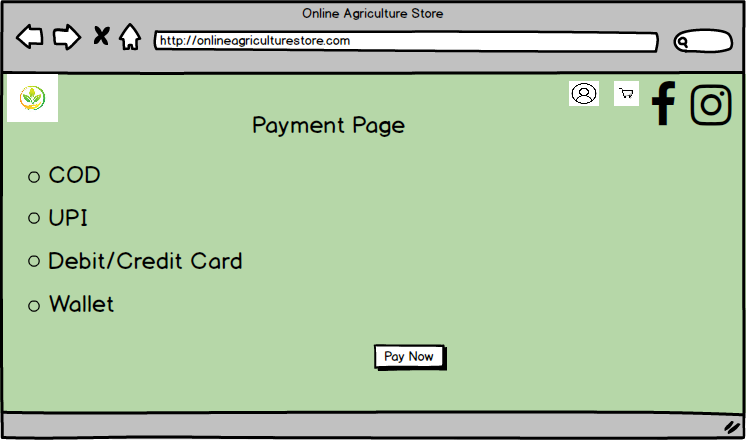 Online Agriculture Store
http://onlineagriculturestore.com
Payment Page
COD
UPI
Debit/Credit Card
Wallet
Pay Now